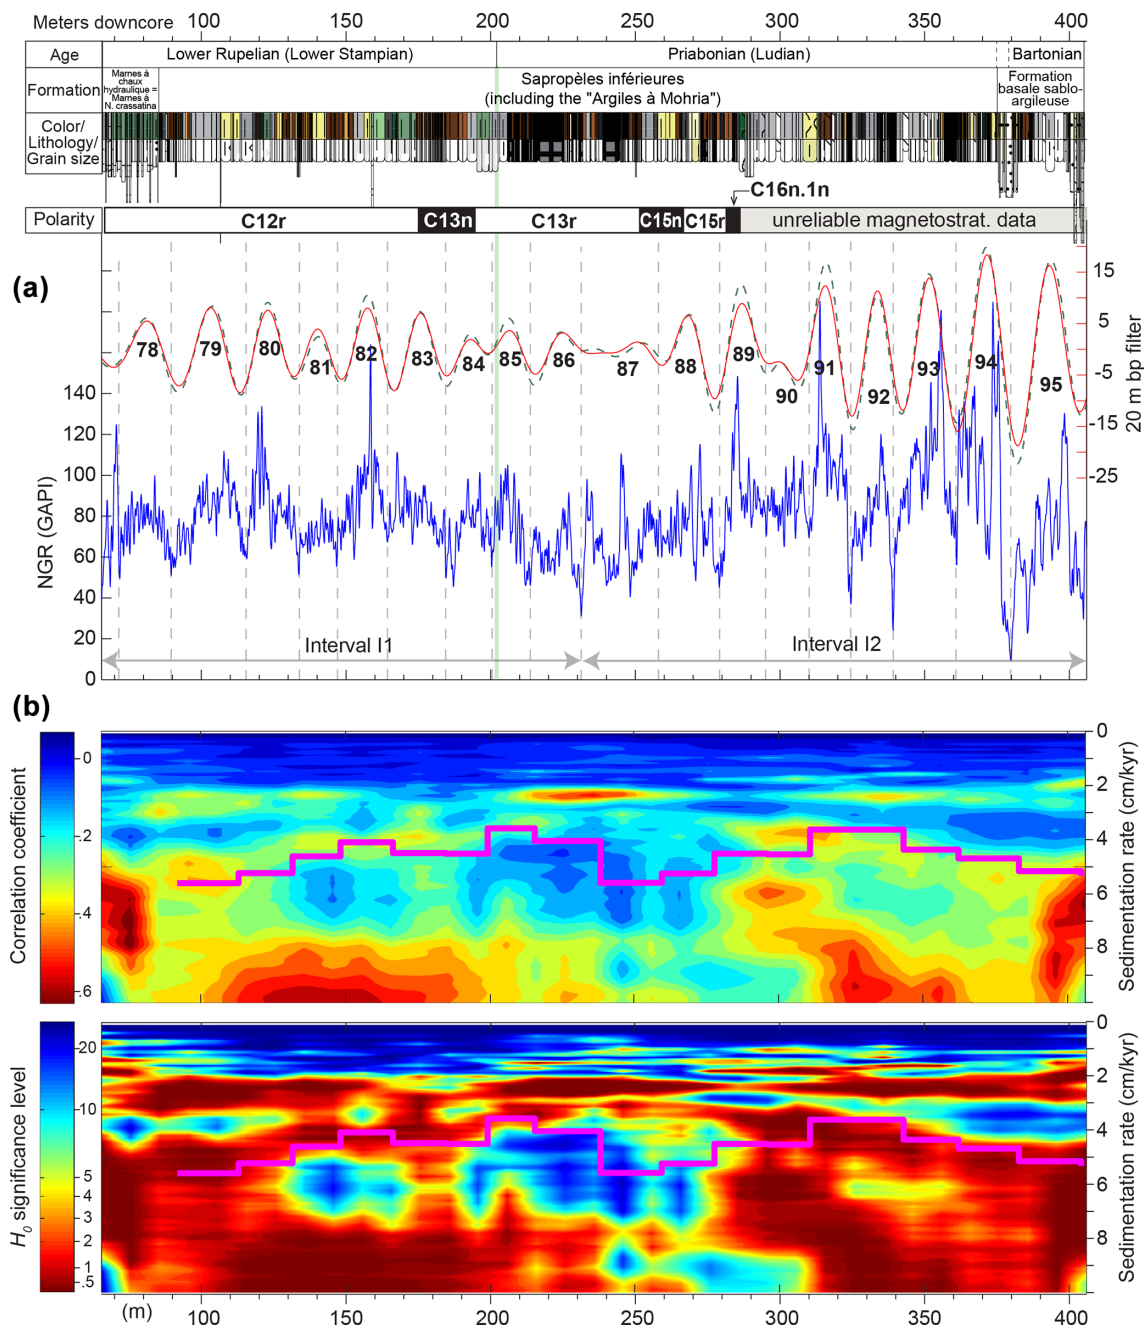 Meters downcore 100 150 200 250 300 350 400
Age Lower Rupelian (Lower Stampian) Priabonian (Ludian) Bartonian
Formation
Marnes à
chaux
hydraulique =
Marnes à
N. crassatina
Sapropèles inférieures
(including the "Argiles à Mohria")
Formation
basale sablo-
argileuse
Color/
Lithology/
Grain size
C16n.1n
Polarity C12r C13n C13r C15n C15r unreliable magnetostrat. data
(a)
78 79 80 81 82 83 84 85 86 87 88 89 90 91 92 93 94 95
15
5
-5
-15
-25
20 m bp filter
140
120
100
80
60
40
20
0
NGR (GAPI)
Interval I1 Interval I2
(b)
0
.2
.4
.6
Correlation coefficient
0
2
4
6
8
Sedimentation rate (cm/kyr)
20
10
5
4
3
2
1
.5
H0 significance level
0
2
4
6
8
Sedimentation rate (cm/kyr)
(m) 100 150 200 250 300 350 400